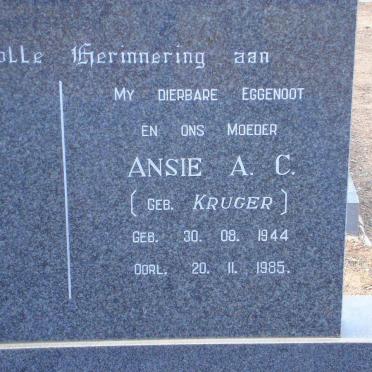 olle Herinnering aan
MY DIERBARE EGGENOOT
EN ONS MOEDER
ANSIE A. C.
(GEB. KRUGER)
GEB. 30. 08. 1944
OORL. 20. 11. 1985.